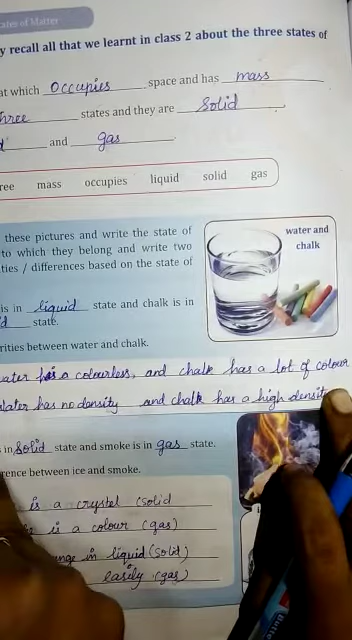 States of Matter
y recall all that we learnt in class 2 about the three states of
at which occupies space and has mass
three states and they are solid
and gas
ree mass occupies liquid solid gas
these pictures and write the state of
to which they belong and write two
ties / differences based on the state of
water and
chalk
is in liquid state and chalk is in
d state.
rities between water and chalk.
water is a colourless, and chalk has a lot of colour
Water has no density and chalk has a high densit
in solid state and smoke is in gas state.
rence between ice and smoke.
is a crystel (solid
is a colour (gas)
nge in liquid (solid)
easily (gas)